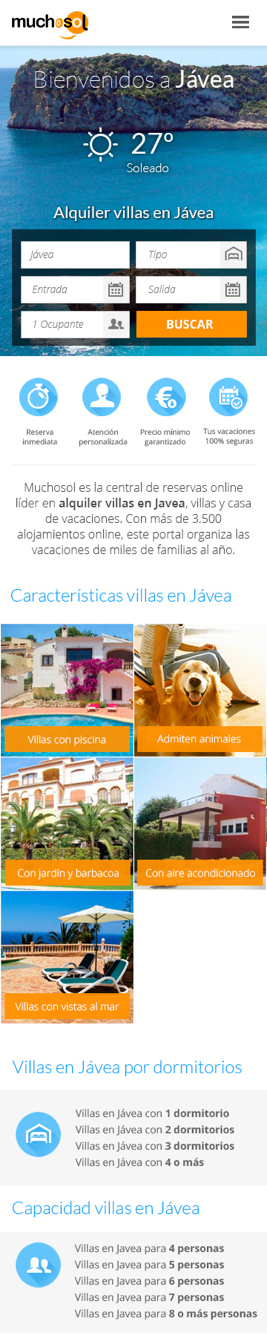 muchosol
Bienvenidos a Jávea
27º
Soleado
Alquiler villas en Jávea
Jávea
Tipo
Entrada
Salida
1 Ocupante
BUSCAR
Reserva
inmediata
Atención
personalizada
Precio mínimo
garantizado
Tus vacaciones
100% seguras
Muchosol es la central de reservas online
líder en alquiler villas en Javea, villas y casa
de vacaciones. Con más de 3.500
alojamientos online, este portal organiza las
vacaciones de miles de familias al año.
Características villas en Jávea
Villas con piscina
Admiten animales
Con jardín y barbacoa
Con aire acondicionado
Villas con vistas al mar
Villas en Jávea por dormitorios
Villas en Jávea con 1 dormitorio
Villas en Jávea con 2 dormitorios
Villas en Jávea con 3 dormitorios
Villas en Jávea con 4 o más
Capacidad villas en Jávea
Villas en Javea para 4 personas
Villas en Javea para 5 personas
Villas en Javea para 6 personas
Villas en Javea para 7 personas
Villas en Javea para 8 o más personas